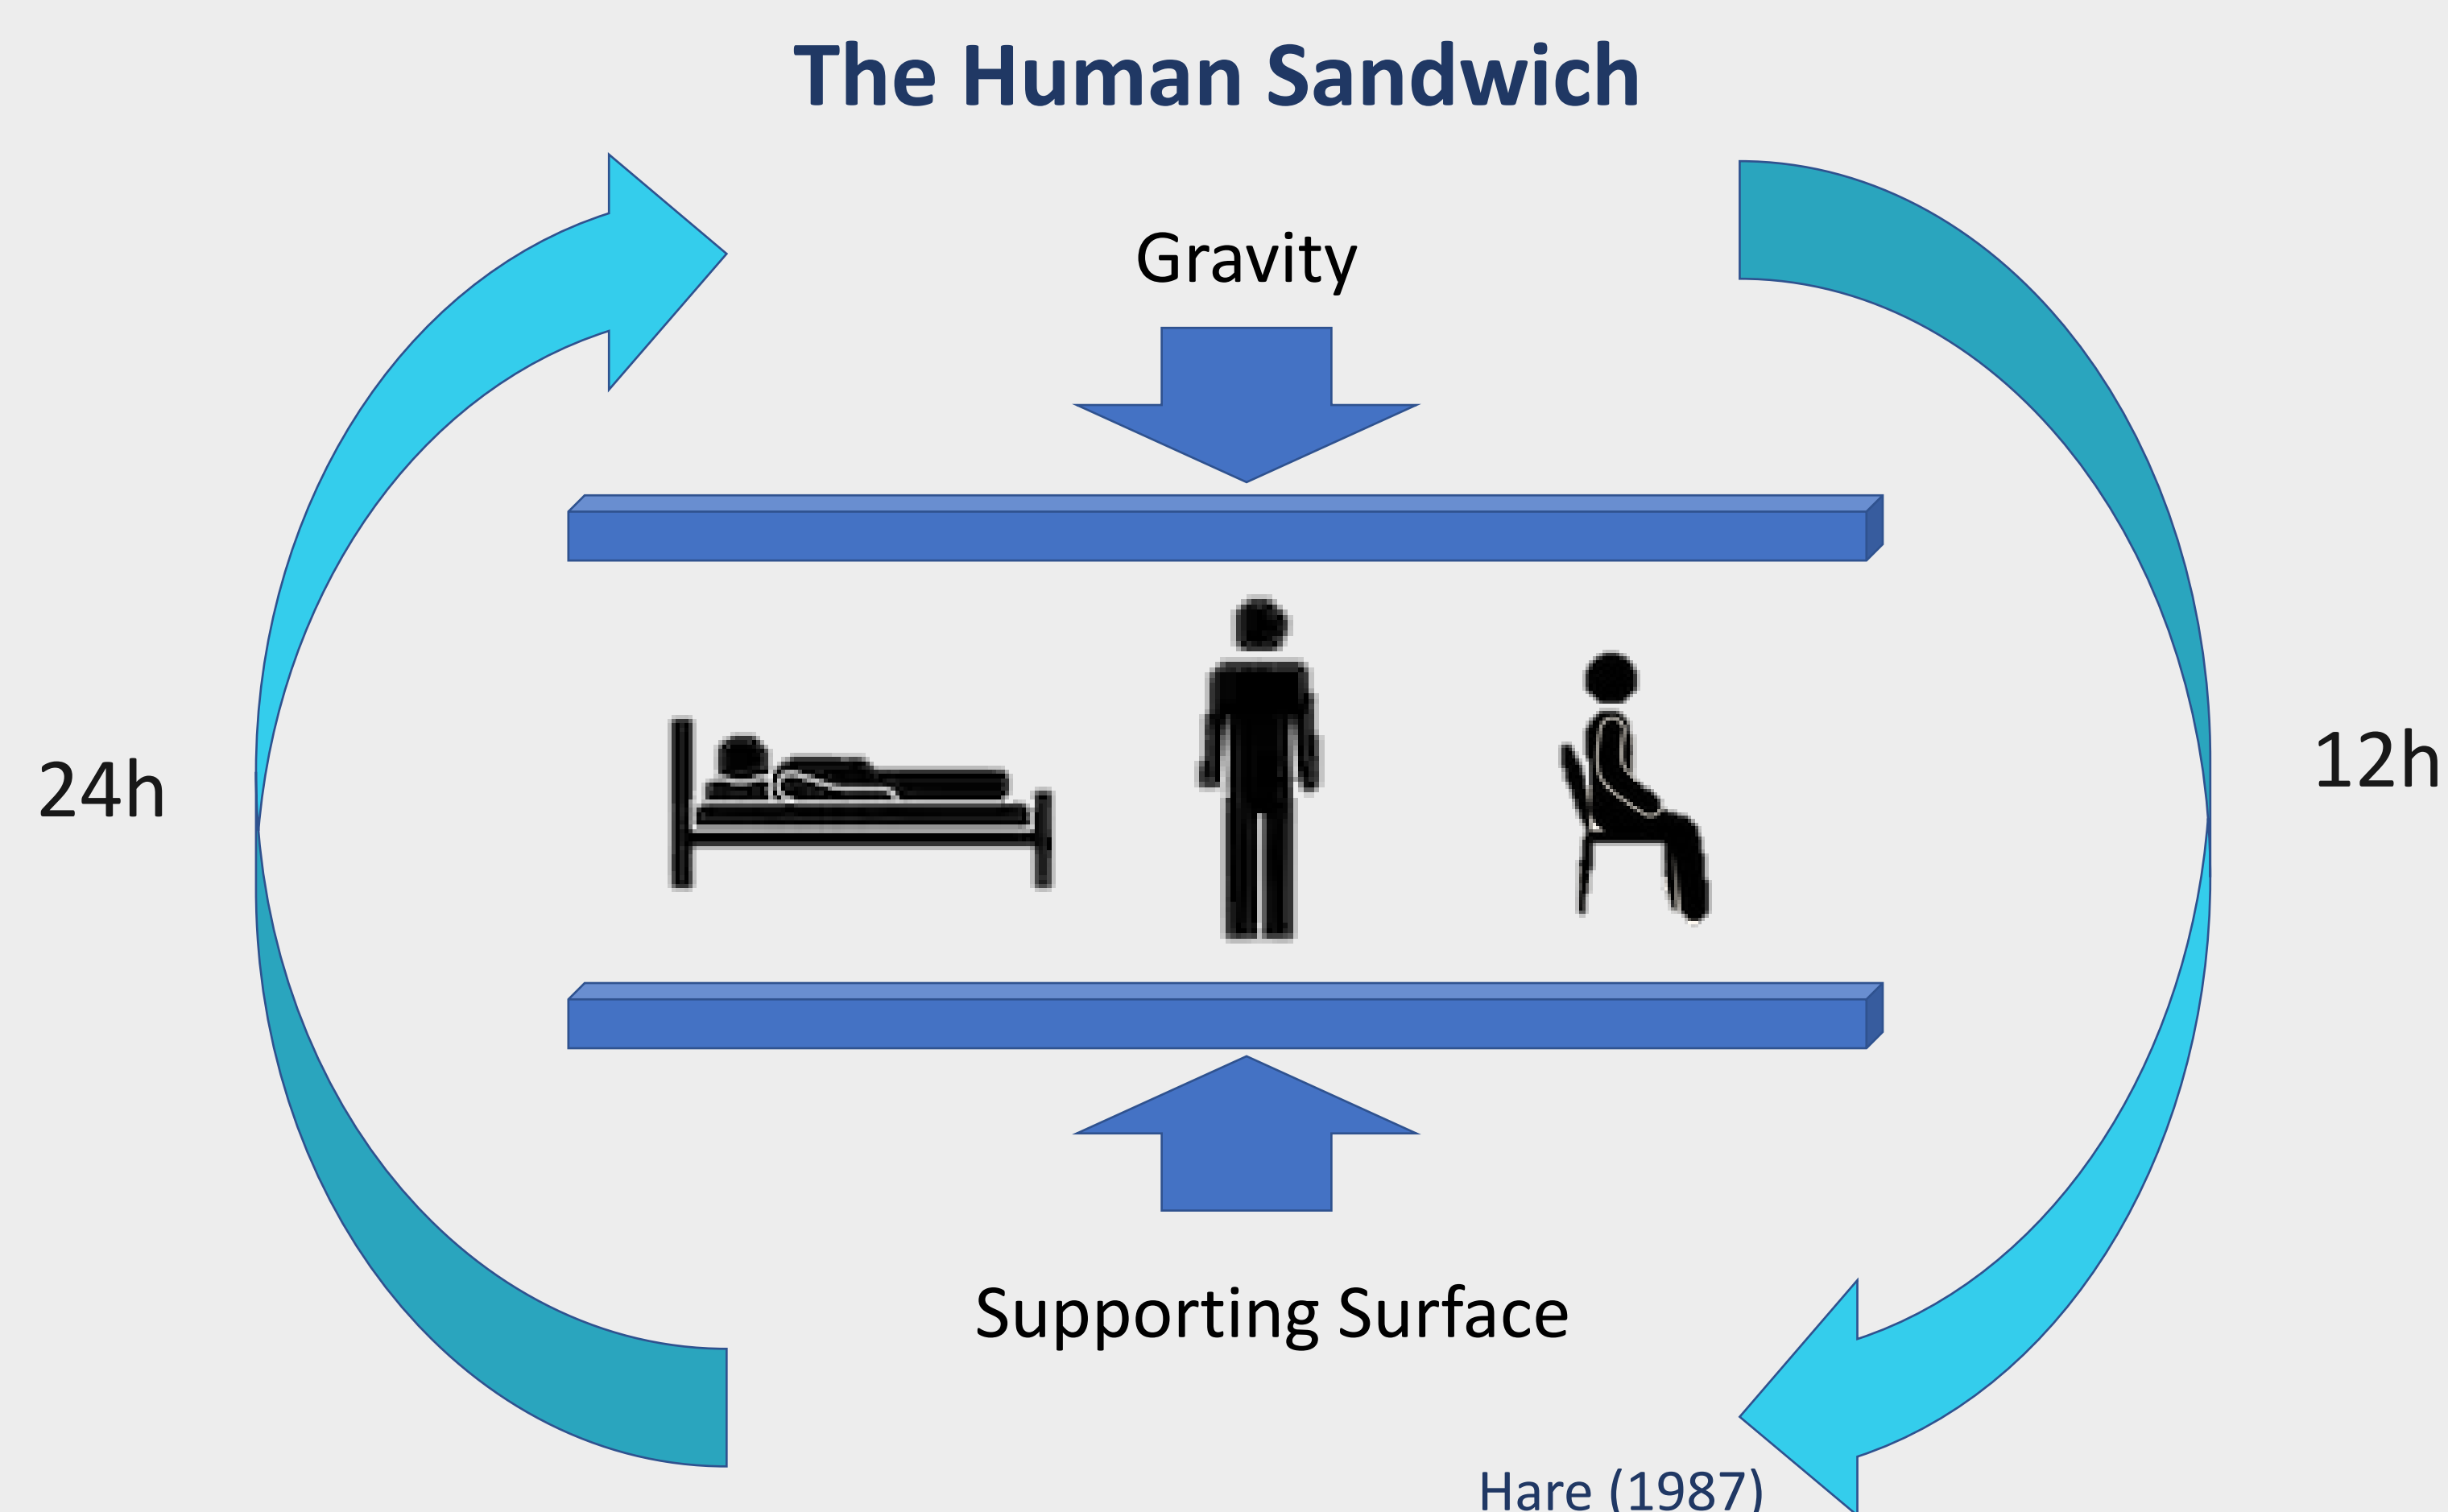 The Human Sandwich
Gravity
24h
12h
Supporting Surface
Hare (1987)